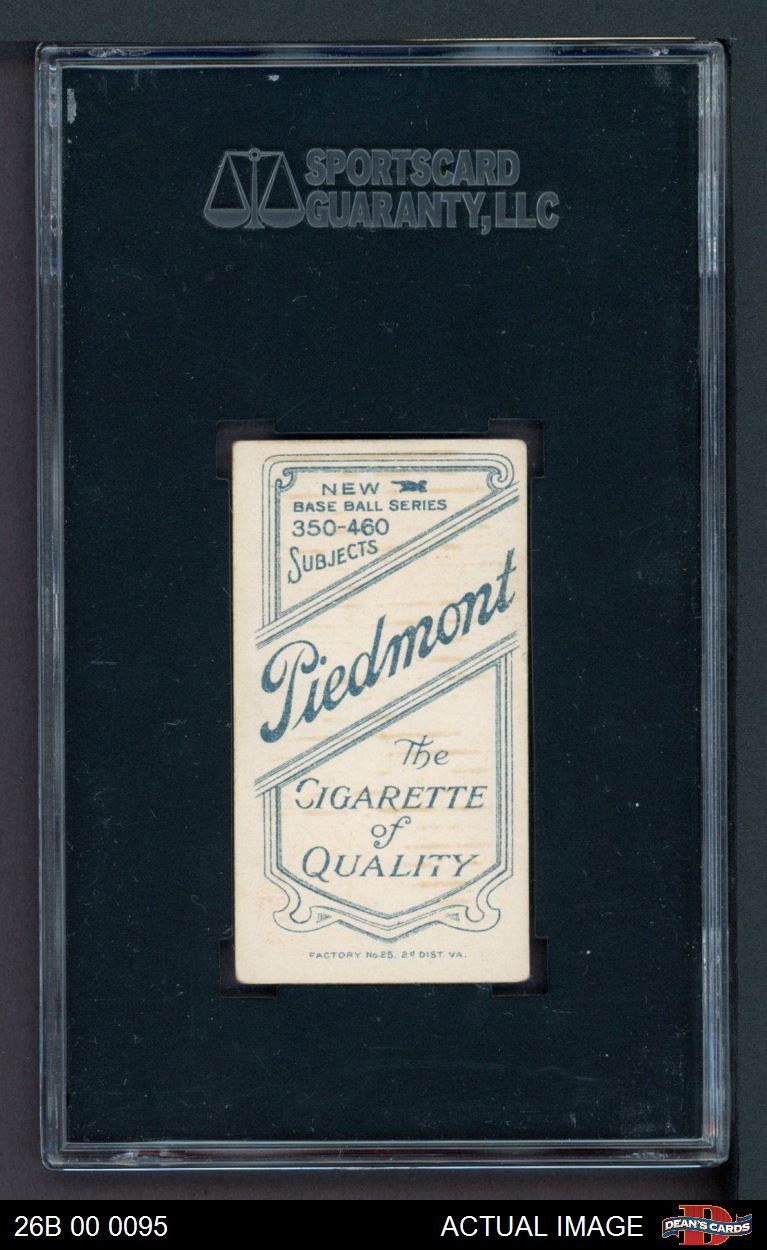 SPORTSCARD
GUARANTY, LLC
NEW
BASE BALL SERIES
350-460
SUBJECTS
Piedmont
The
CIGARETTE
of
QUALITY
FACTORY No. 25. 2d DIST. VA.
26B 00 0095
ACTUAL IMAGE
D
DEAN'S CARDS